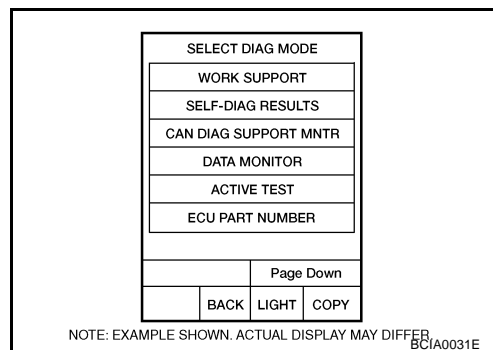 SELECT DIAG MODE
WORK SUPPORT
SELF-DIAG RESULTS
CAN DIAG SUPPORT MNTR
DATA MONITOR
ACTIVE TEST
ECU PART NUMBER
Page Down
BACK LIGHT COPY
NOTE: EXAMPLE SHOWN. ACTUAL DISPLAY MAY DIFFER.
BCIA0031E